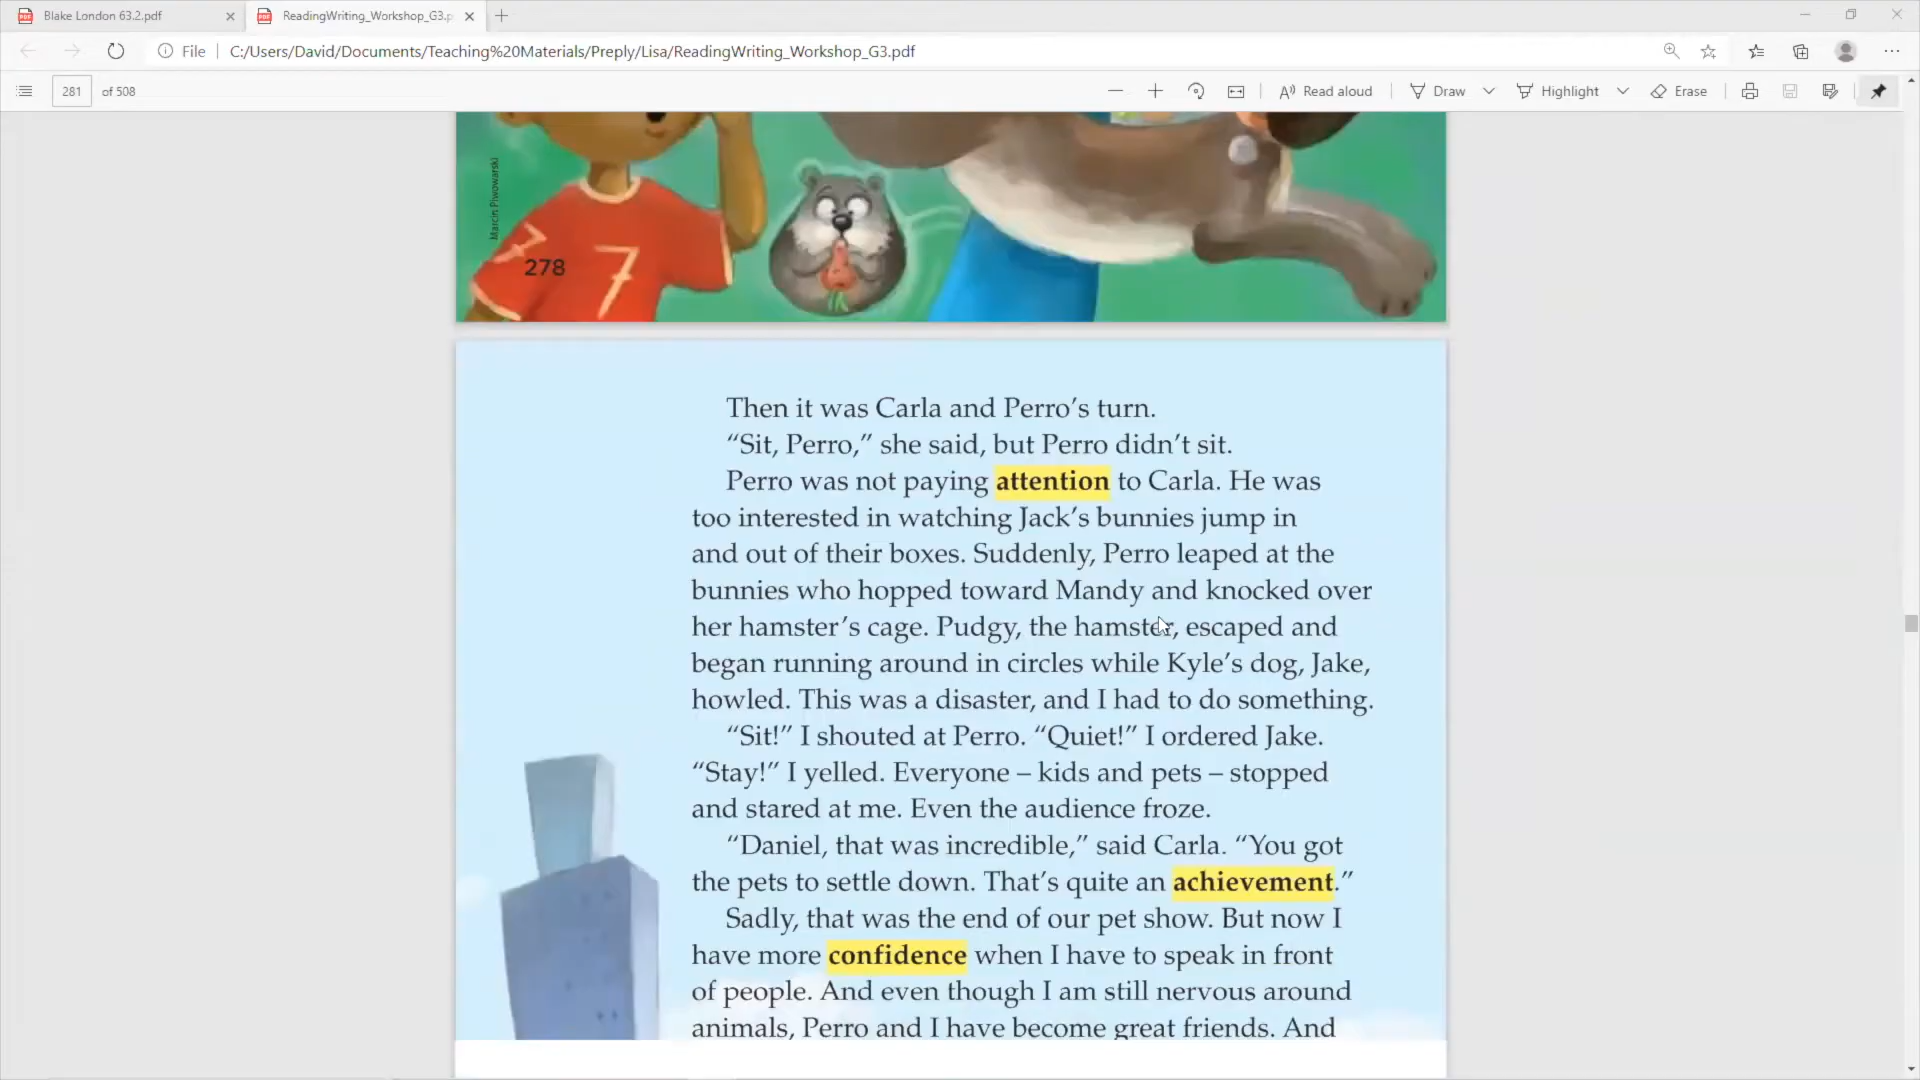 Blake London 63.2.pdf
ReadingWriting_Workshop_G3.p
File
C:/Users/David/Documents/Teaching%20Materials/Preply/Lisa/ReadingWriting_Workshop_G3.pdf
281 of 508
Read aloud
Draw
Highlight
Erase
Marcin Piwowarski
7
7
278
Then it was Carla and Perro’s turn.
“Sit, Perro,” she said, but Perro didn’t sit.
Perro was not paying attention to Carla. He was
too interested in watching Jack’s bunnies jump in
and out of their boxes. Suddenly, Perro leaped at the
bunnies who hopped toward Mandy and knocked over
her hamster’s cage. Pudgy, the hamster, escaped and
began running around in circles while Kyle’s dog, Jake,
howled. This was a disaster, and I had to do something.
“Sit!” I shouted at Perro. “Quiet!” I ordered Jake.
“Stay!” I yelled. Everyone – kids and pets – stopped
and stared at me. Even the audience froze.
“Daniel, that was incredible,” said Carla. “You got
the pets to settle down. That’s quite an achievement.”
Sadly, that was the end of our pet show. But now I
have more confidence when I have to speak in front
of people. And even though I am still nervous around
animals, Perro and I have become great friends. And